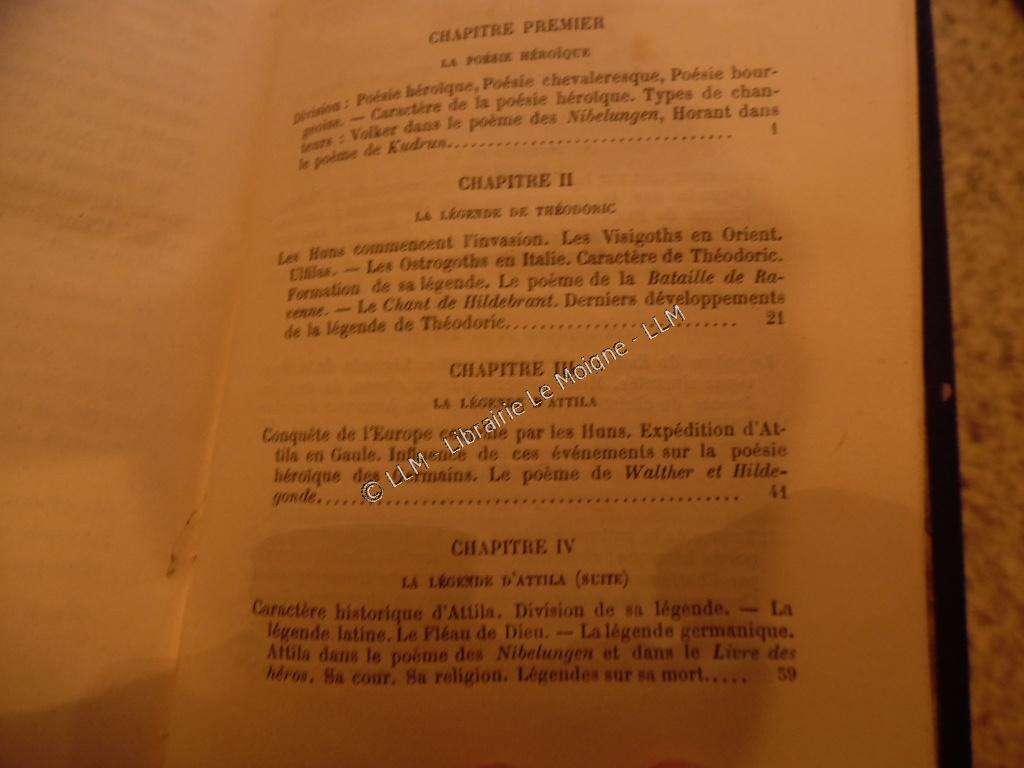 CHAPITRE PREMIER
LA POÉSIE HÉROÏQUE
Division : Poésie héroïque, Poésie chevaleresque, Poésie bour-
geoise. — Caractère de la poésie héroïque. Types de chan-
teurs : Volker dans le poème des Nibelungen, Horant dans
le poème de Kudrun.................................. 1
CHAPITRE II
LA LÉGENDE DE THÉODORIC
Les Huns commencent l'invasion. Les Visigoths en Orient.
Ulfilas. — Les Ostrogoths en Italie. Caractère de Théodoric.
Formation de sa légende. Le poème de la Bataille de Ra-
venne. — Le Chant de Hildebrant. Derniers développements
de la légende de Théodoric........................... 21
CHAPITRE III
LA LÉGENDE D'ATTILA
Conquête de l'Europe par les Huns. Expédition d'At-
tila en Gaule. Influence de ces événements sur la poésie
héroïque des Germains. Le poème de Walther et Hilde-
gonde................................................ 41
© LLM - Librairie Le Moigne - LLM
CHAPITRE IV
LA LÉGENDE D'ATTILA (SUITE)
Caractère historique d'Attila. Division de sa légende. — La
légende latine. Le Fléau de Dieu. — La légende germanique.
Attila dans le poème des Nibelungen et dans le Livre des
héros. Sa cour. Sa religion. Légendes sur sa mort..... 59